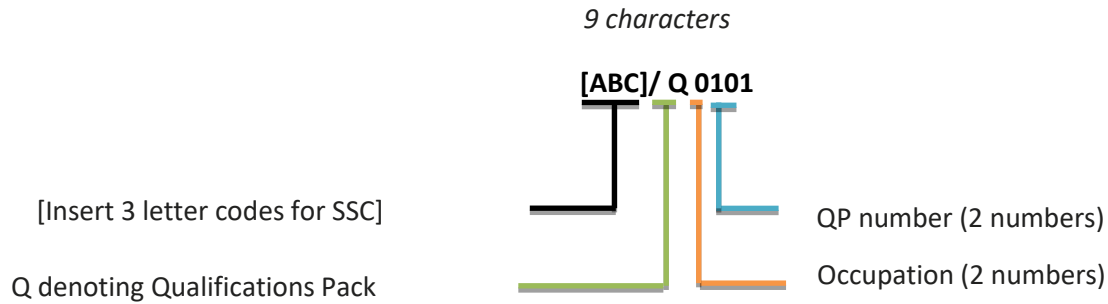 9 characters
[ABC]/ Q 0101
[Insert 3 letter codes for SSC]
QP number (2 numbers)
Q denoting Qualifications Pack
Occupation (2 numbers)